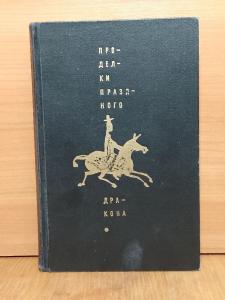 ПРО-
ДЕЛ-
КИ
ПРАЗД-
НОГО
ДРА-
КОНА